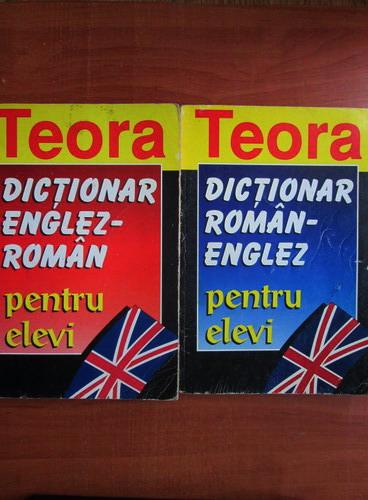 Teora
DICȚIONAR
ENGLEZ-
ROMÂN
pentru
elevi
Teora
DICȚIONAR
ROMÂN-
ENGLEZ
pentru
elevi